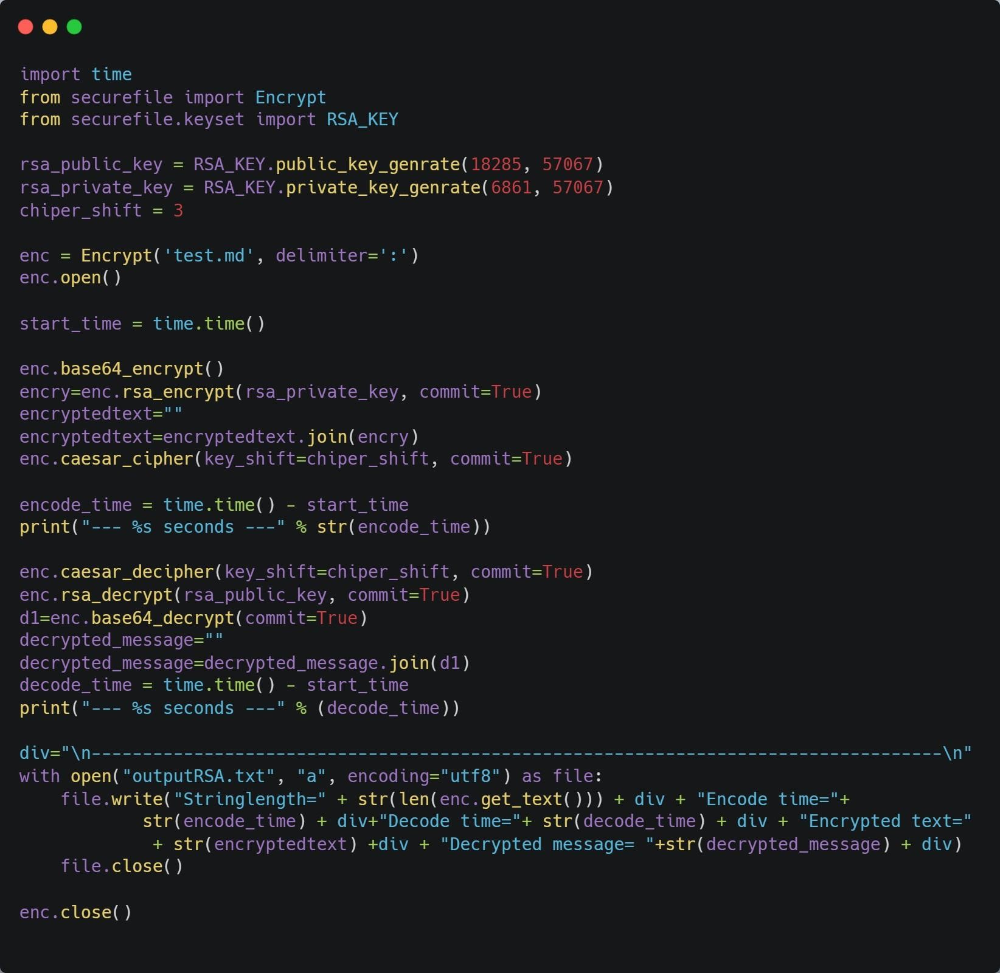 import time
from securefile import Encrypt
from securefile.keyset import RSA_KEY

rsa_public_key = RSA_KEY.public_key_genrate(18285, 57067)
rsa_private_key = RSA_KEY.private_key_genrate(6861, 57067)
chiper_shift = 3

enc = Encrypt('test.md', delimiter=':')
enc.open()

start_time = time.time()

enc.base64_encrypt()
encry=enc.rsa_encrypt(rsa_private_key, commit=True)
encryptedtext=""
encryptedtext=encryptedtext.join(encry)
enc.caesar_cipher(key_shift=chiper_shift, commit=True)

encode_time = time.time() - start_time
print("--- %s seconds ---" % str(encode_time))

enc.caesar_decipher(key_shift=chiper_shift, commit=True)
enc.rsa_decrypt(rsa_public_key, commit=True)
d1=enc.base64_decrypt(commit=True)
decrypted_message=""
decrypted_message=decrypted_message.join(d1)
decode_time = time.time() - start_time
print("--- %s seconds ---" % (decode_time))

div="\n-----------------------------------------------------------------------------------\n"
with open("outputRSA.txt", "a", encoding="utf8") as file:
    file.write("Stringlength=" + str(len(enc.get_text())) + div + "Encode time="+
            str(encode_time) + div+"Decode time="+ str(decode_time) + div + "Encrypted text="
             + str(encryptedtext) +div + "Decrypted message= "+str(decrypted_message) + div)
    file.close()

enc.close()